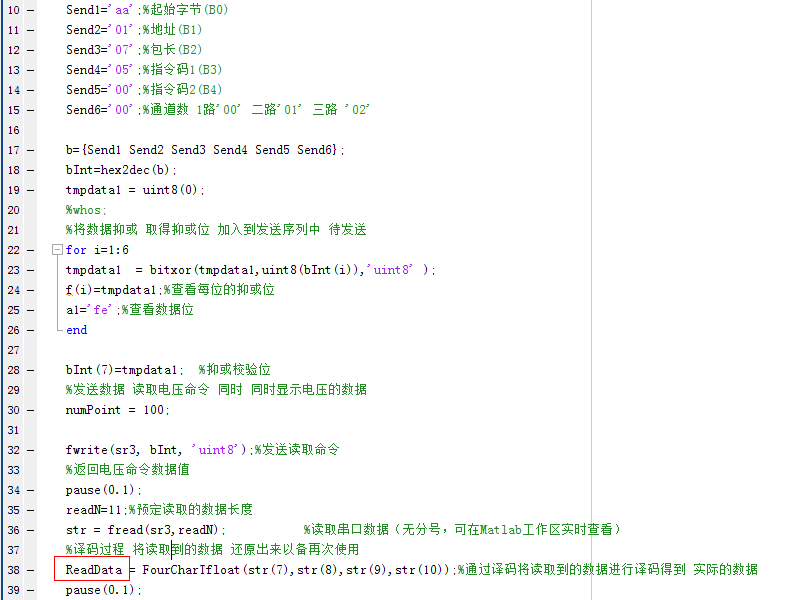 10 - Send1='aa';%起始字节(B0)
11 - Send2='01';%地址(B1)
12 - Send3='07';%包长(B2)
13 - Send4='05';%指令码1(B3)
14 - Send5='00';%指令码2(B4)
15 - Send6='00';%通道数 1路'00' 二路'01' 三路 '02'
16
17 - b={Send1 Send2 Send3 Send4 Send5 Send6};
18 - bInt=hex2dec(b);
19 - tmpdata1 = uint8(0);
20 %whos;
21 %将数据抑或 取得抑或位 加入到发送序列中 待发送
22 - for i=1:6
23 - tmpdata1 = bitxor(tmpdata1,uint8(bInt(i)),'uint8' );
24 - f(i)=tmpdata1;%查看每位的抑或位
25 - a1='fe';%查看数据位
26 - end
27
28 - bInt(7)=tmpdata1; %抑或校验位
29 %发送数据 读取电压命令 同时 同时显示电压的数据
30 - numPoint = 100;
31
32 - fwrite(sr3, bInt, 'uint8');%发送读取命令
33 %返回电压命令数据值
34 - pause(0.1);
35 - readN=11;%预定读取的数据长度
36 - str = fread(sr3,readN); %读取串口数据（无分号，可在Matlab工作区实时查看）
37 %译码过程 将读取到的数据 还原出来以备再次使用
38 - ReadData = FourCharTfloat(str(7),str(8),str(9),str(10));%通过译码将读取到的数据进行译码得到 实际的数据
39 - pause(0.1);